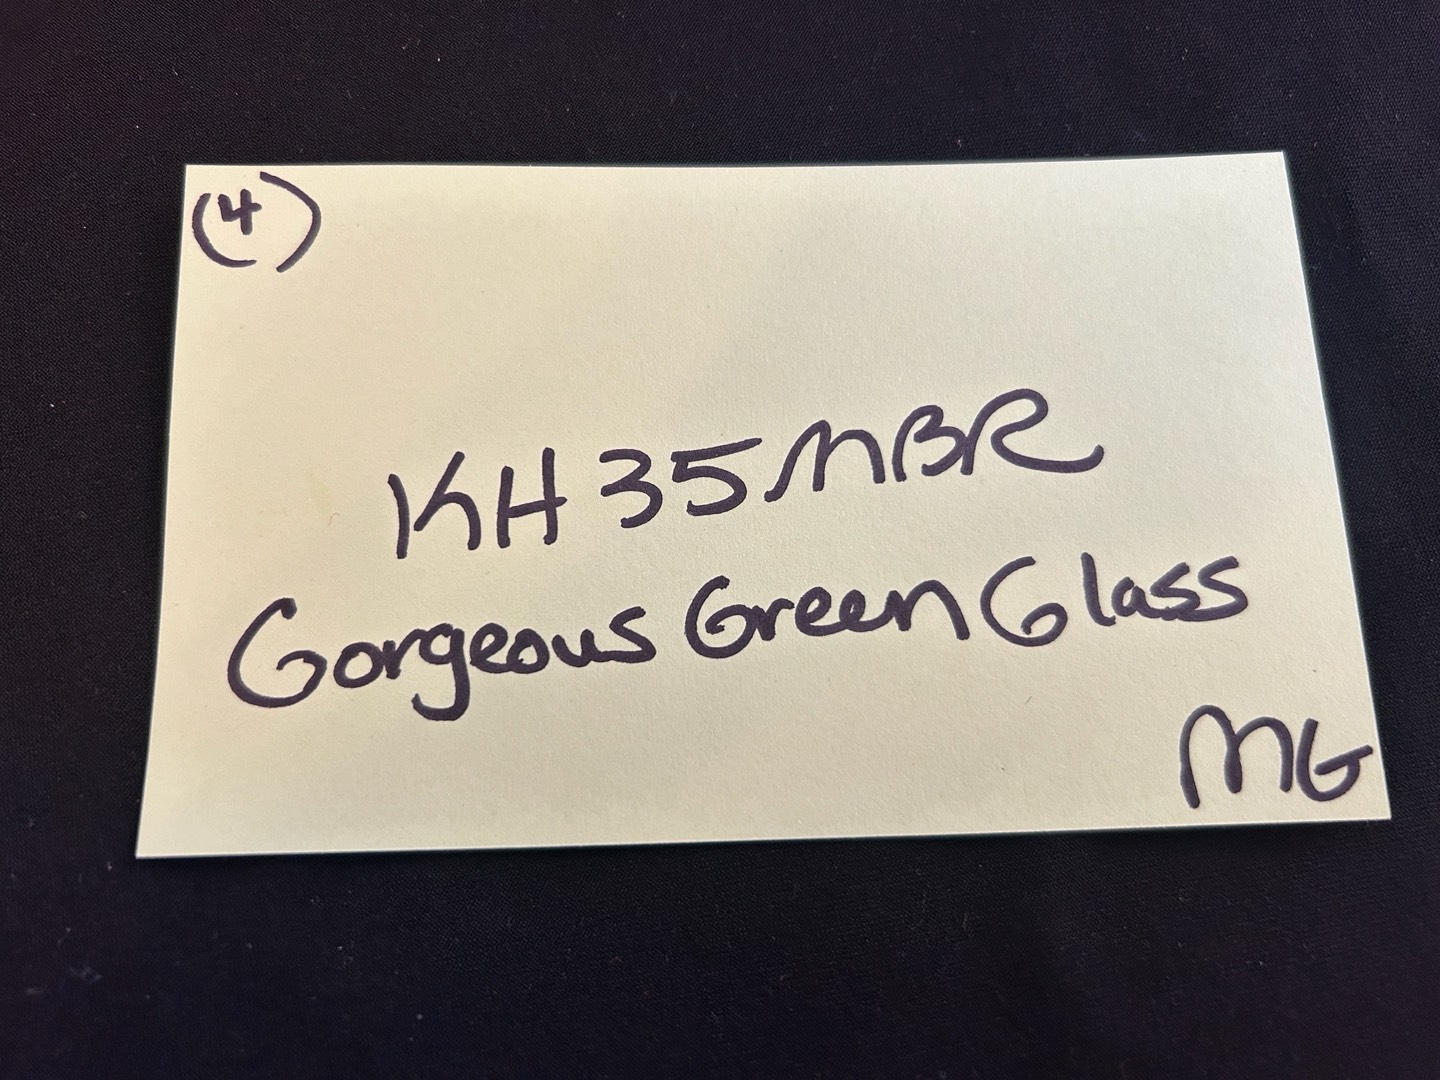 (4)
KH35MBR
Gorgeous Green Glass
MG